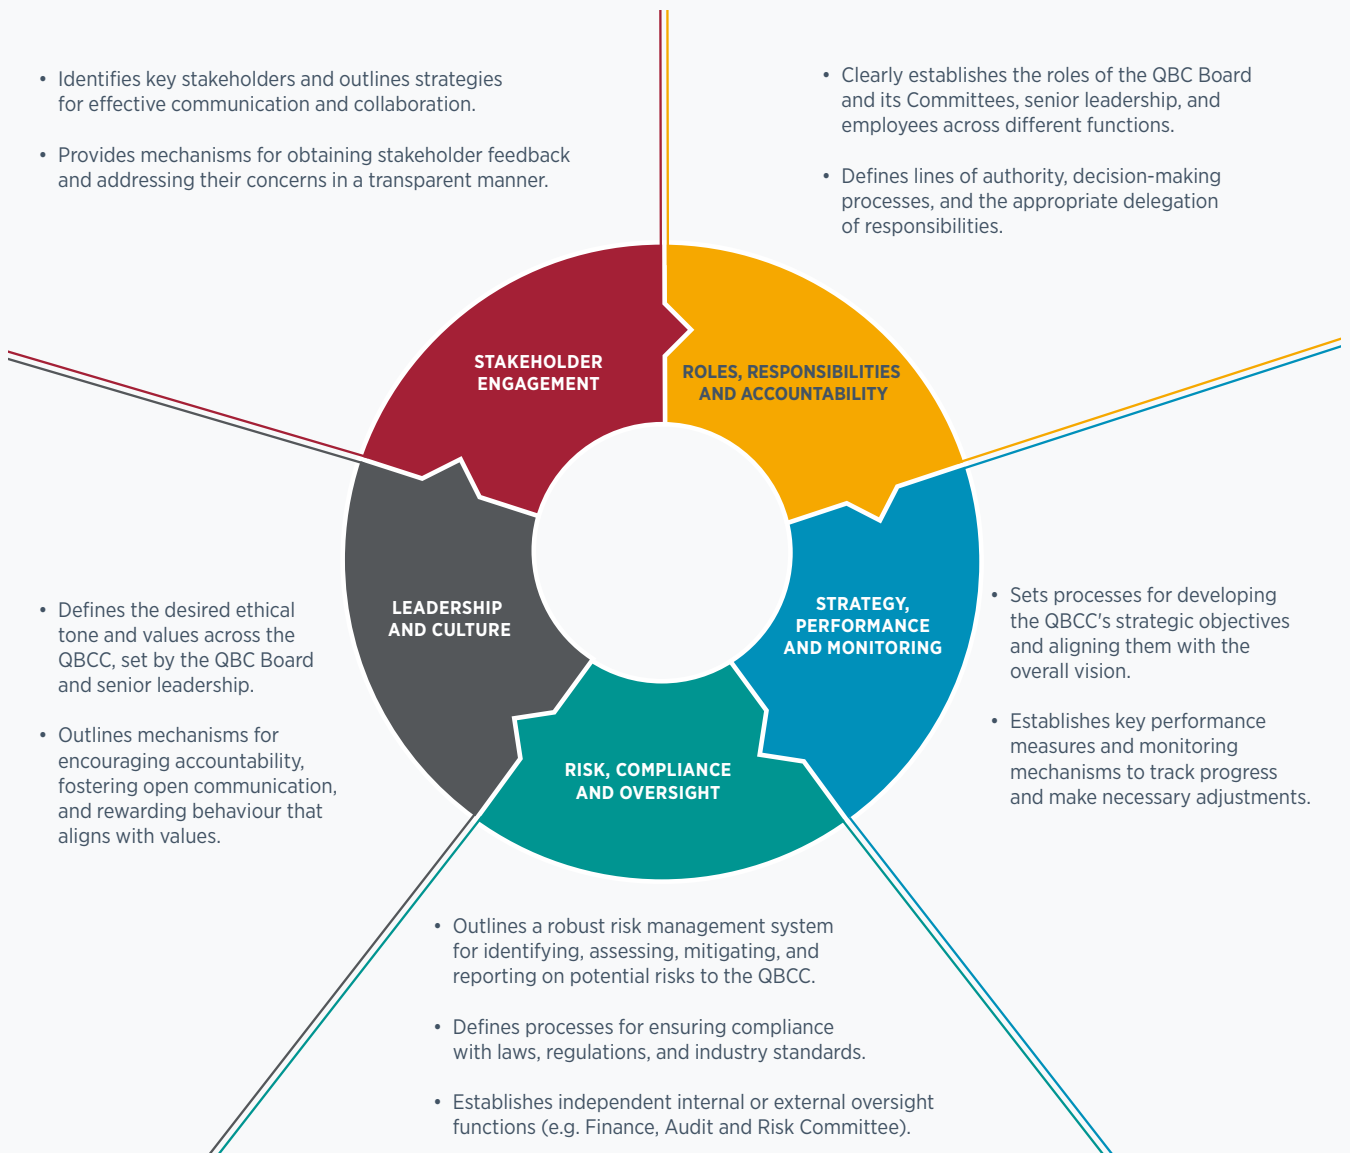 • Identifies key stakeholders and outlines strategies
for effective communication and collaboration.
• Provides mechanisms for obtaining stakeholder feedback
and addressing their concerns in a transparent manner.
• Clearly establishes the roles of the QBC Board
and its Committees, senior leadership, and
employees across different functions.
• Defines lines of authority, decision-making
processes, and the appropriate delegation
of responsibilities.
STAKEHOLDER
ENGAGEMENT
ROLES, RESPONSIBILITIES
AND ACCOUNTABILITY
LEADERSHIP
AND CULTURE
STRATEGY,
PERFORMANCE
AND MONITORING
RISK, COMPLIANCE
AND OVERSIGHT
• Defines the desired ethical
tone and values across the
QBCC, set by the QBC Board
and senior leadership.
• Outlines mechanisms for
encouraging accountability,
fostering open communication,
and rewarding behaviour that
aligns with values.
• Sets processes for developing
the QBCC's strategic objectives
and aligning them with the
overall vision.
• Establishes key performance
measures and monitoring
mechanisms to track progress
and make necessary adjustments.
• Outlines a robust risk management system
for identifying, assessing, mitigating, and
reporting on potential risks to the QBCC.
• Defines processes for ensuring compliance
with laws, regulations, and industry standards.
• Establishes independent internal or external oversight
functions (e.g. Finance, Audit and Risk Committee).